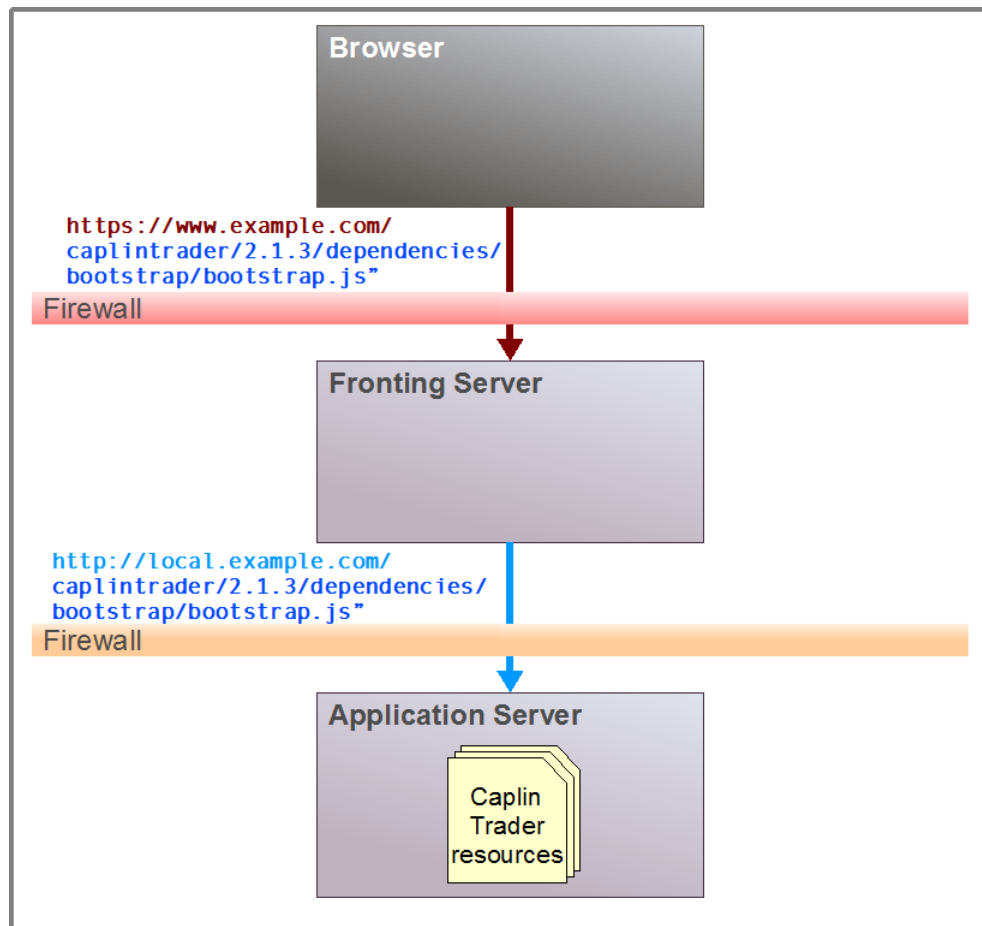 Browser
https://www.example.com/
caplintrader/2.1.3/dependencies/
bootstrap/bootstrap.js”
Firewall
Fronting Server
http://local.example.com/
caplintrader/2.1.3/dependencies/
bootstrap/bootstrap.js”
Firewall
Application Server
Caplin
Trader
resources